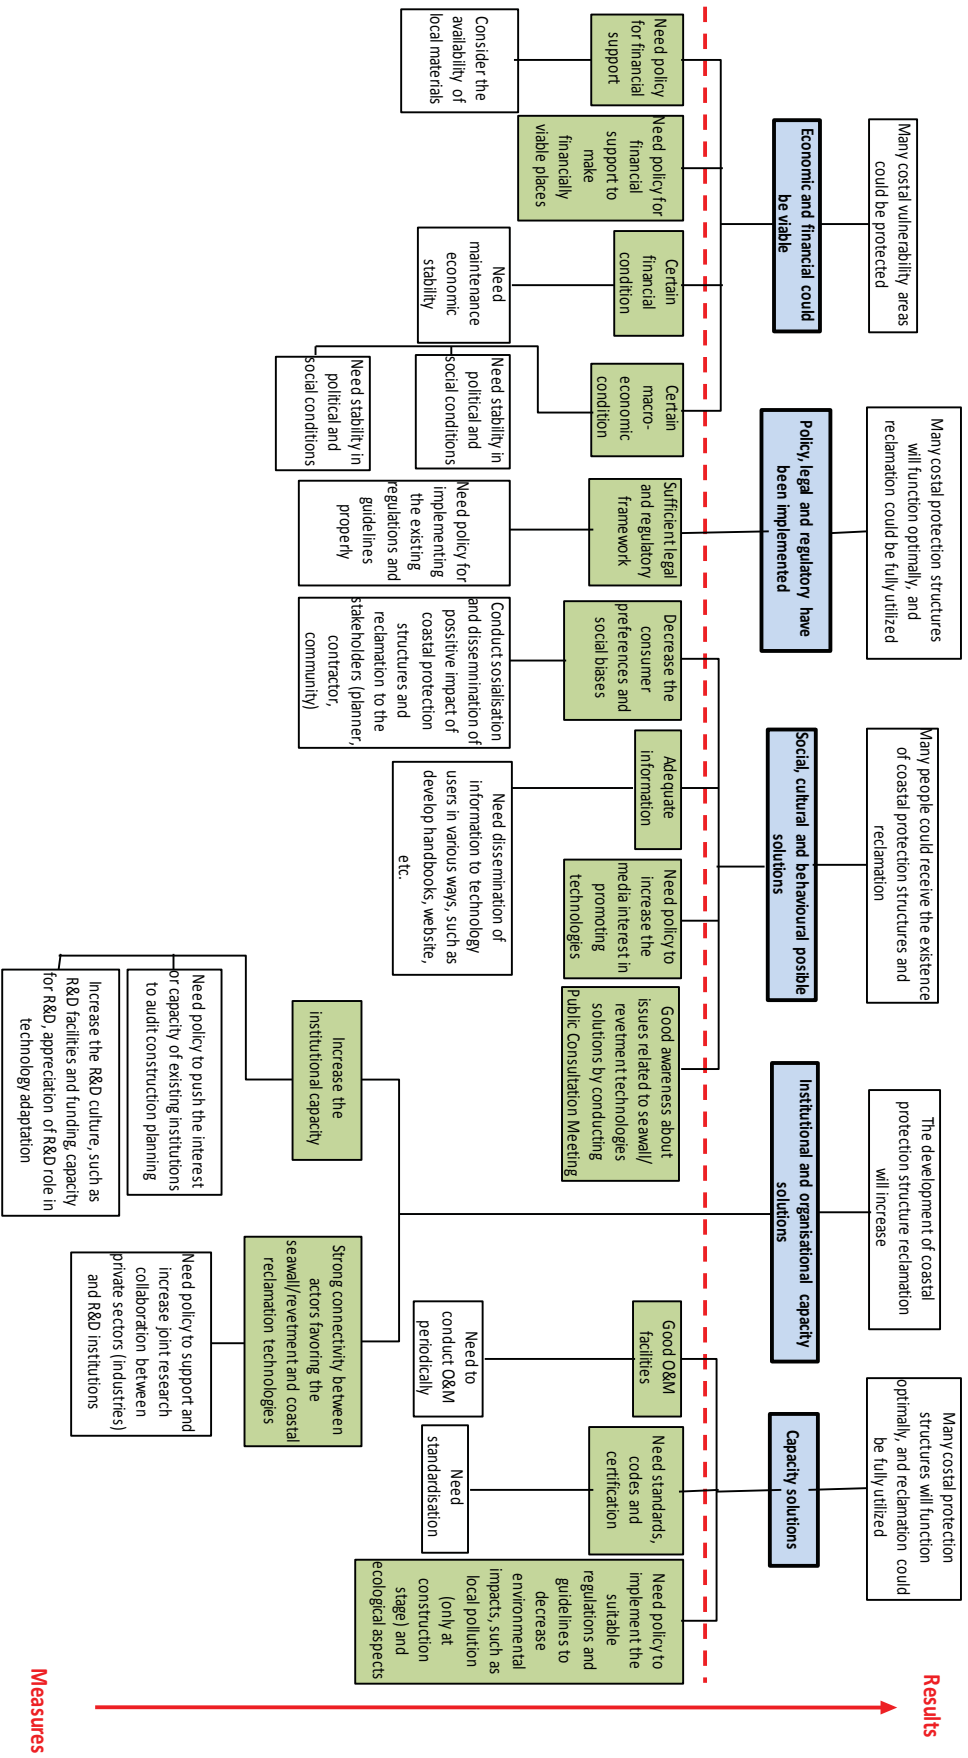 Many costal vulnerability areas
could be protected
Many costal protection structures
will function optimally, and
reclamation could be fully utilized
Many people could receive the existence
of coastal protection structures and
reclamation
The development of coastal
protection structure reclamation
will increase
Many costal protection
structures will function
optimally, and reclamation could
be fully utilized
Results
Economic and financial could
be viable
Policy, legal and regulatory have
been implemented
Social, cultural and behavioural posible
solutions
Institutional and organisational capacity
solutions
Capacity solutions
Need policy
for financial
support
Need policy for
financial
support to
make
financially
viable places
Certain
financial
condition
Certain
macro-
economic
condition
Sufficient legal
and regulatory
framework
Decrease the
consumer
preferences and
social biases
Adequate
information
Need policy to
increase the
media interest in
promoting
technologies
Good awareness about
issues related to seawall/
revetment technologies
solutions by conducting
Public Consultation Meeting
Good O&M
facilities
Need standards,
codes and
certification
Need policy to
implement the
suitable
regulations and
guidelines to
decrease
environmental
impacts, such as
local pollution
(only at
construction
stage) and
ecological aspects
Consider the
availability of
local materials
Need
maintenance
economic
stability
Need stability in
political and
social conditions
Need stability in
political and
social conditions
Need policy for
implementing
the existing
regulations and
guidelines
properly
Conduct sosialisation
and dissemination of
possitive impact of
coastal protection
structures and
reclamation to the
stakeholders (planner,
contractor,
community)
Need dissemination of
information to technology
users in various ways, such as
develop handbooks, website,
etc.
Need to
conduct O&M
periodically
Need
standardisation
Increase the
institutional capacity
Strong connectivity between
actors favoring the
seawall/revetment and coastal
reclamation technologies
Need policy to push the interest
or capacity of existing institutions
to audit construction planning
Increase the R&D culture, such as
R&D facilities and funding, capacity
for R&D, appreciation of R&D role in
technology adaptation
Need policy to support and
increase joint research
collaboration between
private sectors (industries)
and R&D institutions
Measures